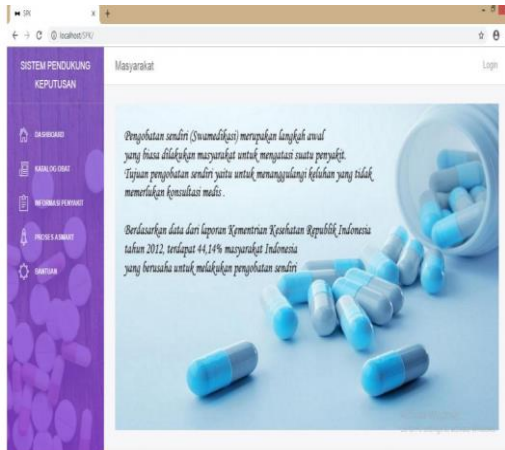 SPK
localhost/SPK/
SISTEM PENDUKUNG
KEPUTUSAN
Masyarakat
Login
DASHBOARD
KATALOG OBAT
INFORMASI PENYAKIT
PROSES ASMART
BANTUAN
Pengobatan sendiri (Swamedikasi) merupakan langkah awal
yang biasa dilakukan masyarakat untuk mengatasi suatu penyakit.
Tujuan pengobatan sendiri yaitu untuk menanggulangi keluhan yang tidak
memerlukan konsultasi medis .
Berdasarkan data dari laporan Kementrian Kesehatan Republik Indonesia
tahun 2012, terdapat 44,14% masyarakat Indonesia
yang berusaha untuk melakukan pengobatan sendiri